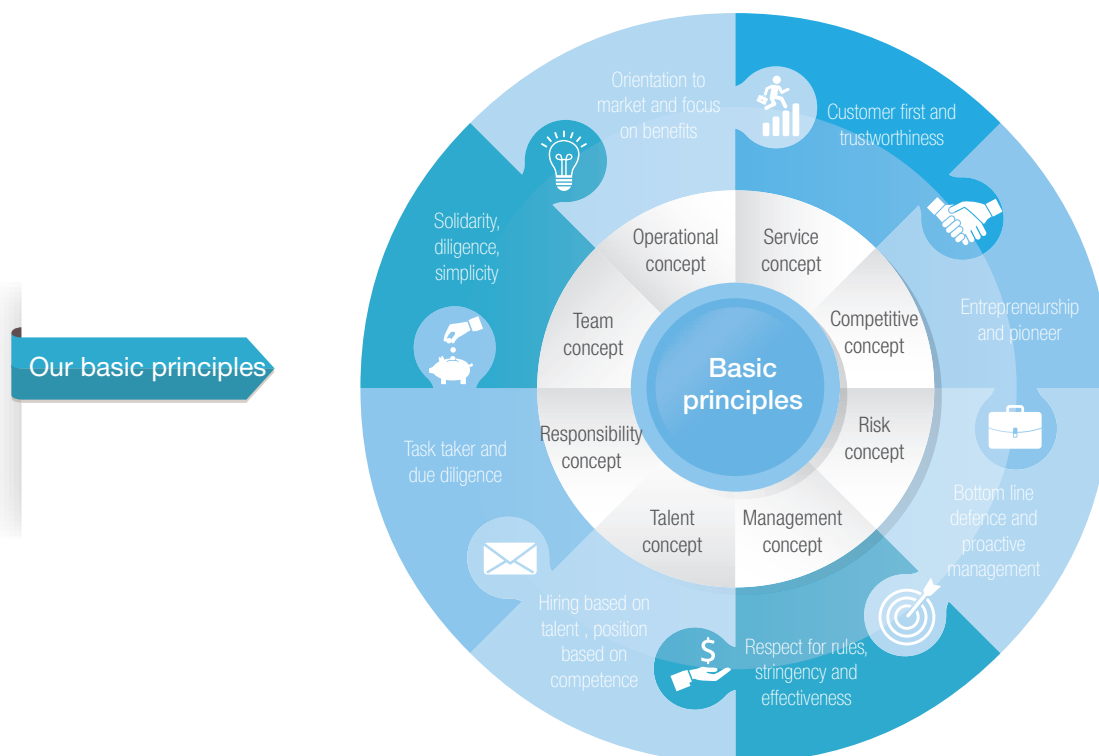 Our basic principles
Basic
principles
Operational
concept
Service
concept
Competitive
concept
Risk
concept
Management
concept
Talent
concept
Responsibility
concept
Team
concept
Orientation to
market and focus
on benefits
Customer first and
trustworthiness
Entrepreneurship
and pioneer
Bottom line
defence and
proactive
management
Respect for rules,
stringency and
effectiveness
Hiring based on
talent , position
based on
competence
Task taker and
due diligence
Solidarity,
diligence,
simplicity
$